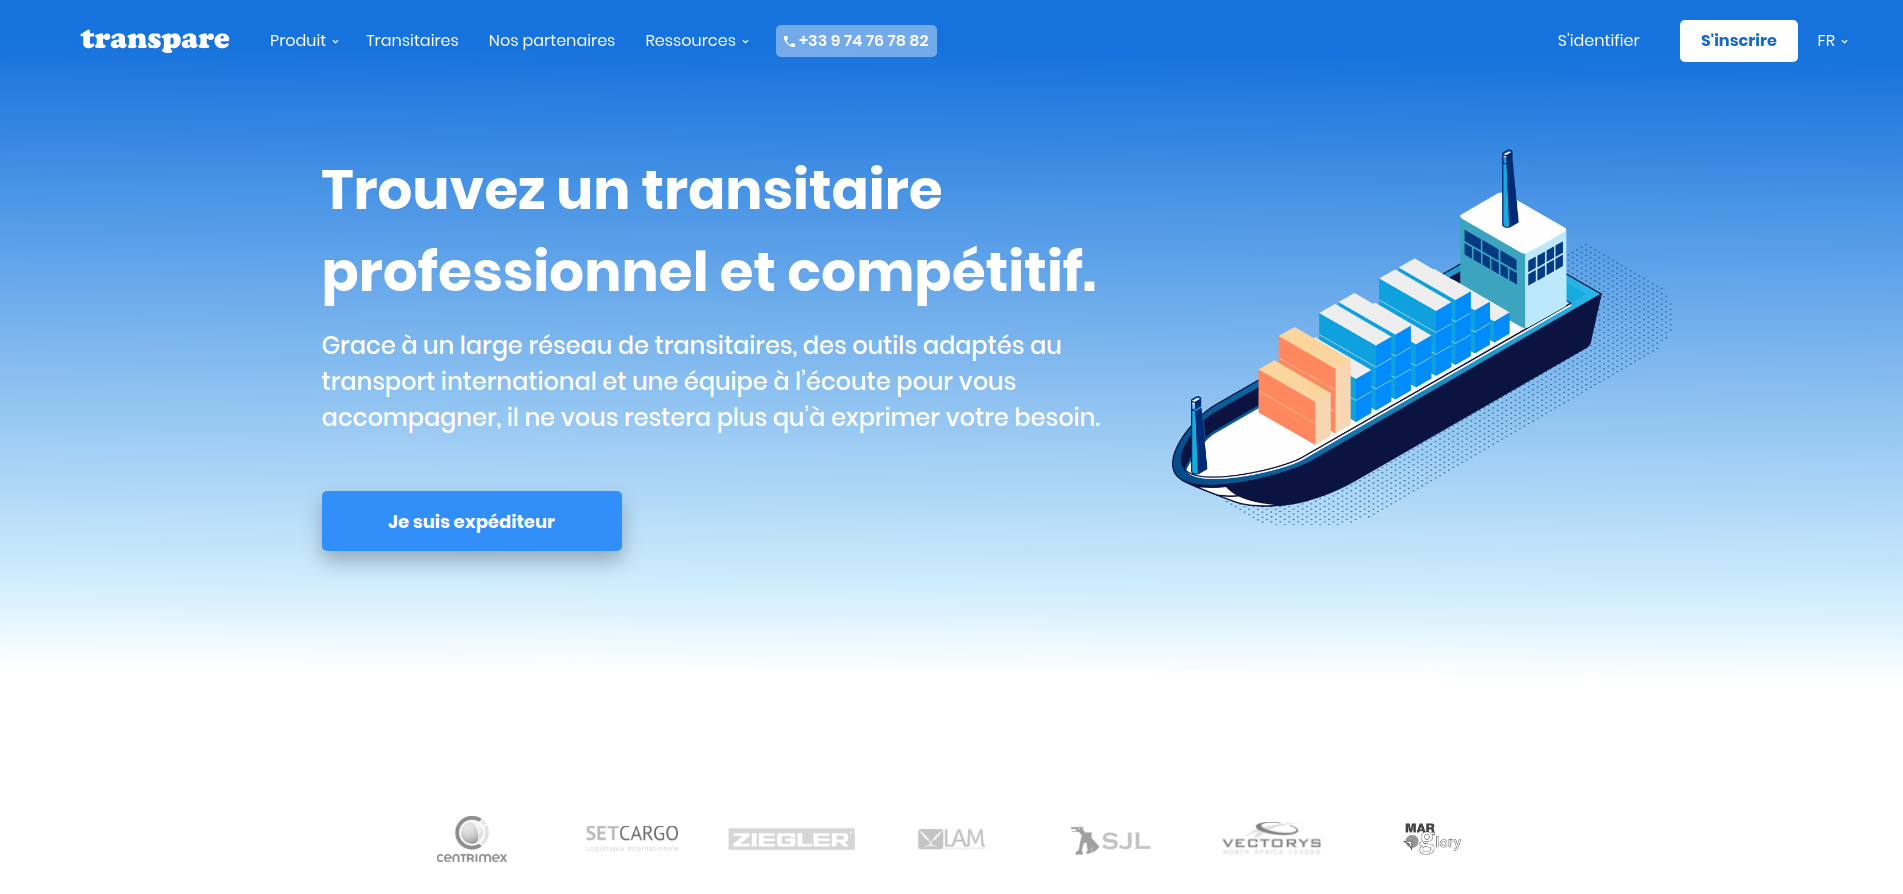 transpare Produit Transitaires Nos partenaires Ressources +33 9 74 76 78 82 S'identifier S'inscrire FR
Trouvez un transitaire
professionnel et compétitif.
Grace à un large réseau de transitaires, des outils adaptés au
transport international et une équipe à l’écoute pour vous
accompagner, il ne vous restera plus qu’à exprimer votre besoin.
Je suis expéditeur
CENTRIMEX
SETCARGO
Logistique Internationale
ZIEGLER
LAM
SJL
VECTORYS
NORTH AFRICA LEADER
MAR
glory